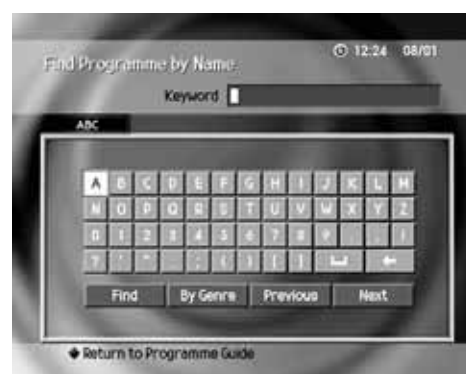 12:24 08/01
Find Programme by Name.
Keyword
ABC
A B C D E F G H I J K L M
N O P Q R S T U V W X Y Z
0 1 2 3 4 5 6 7 8 9
Find By Genre Previous Next
Return to Programme Guide